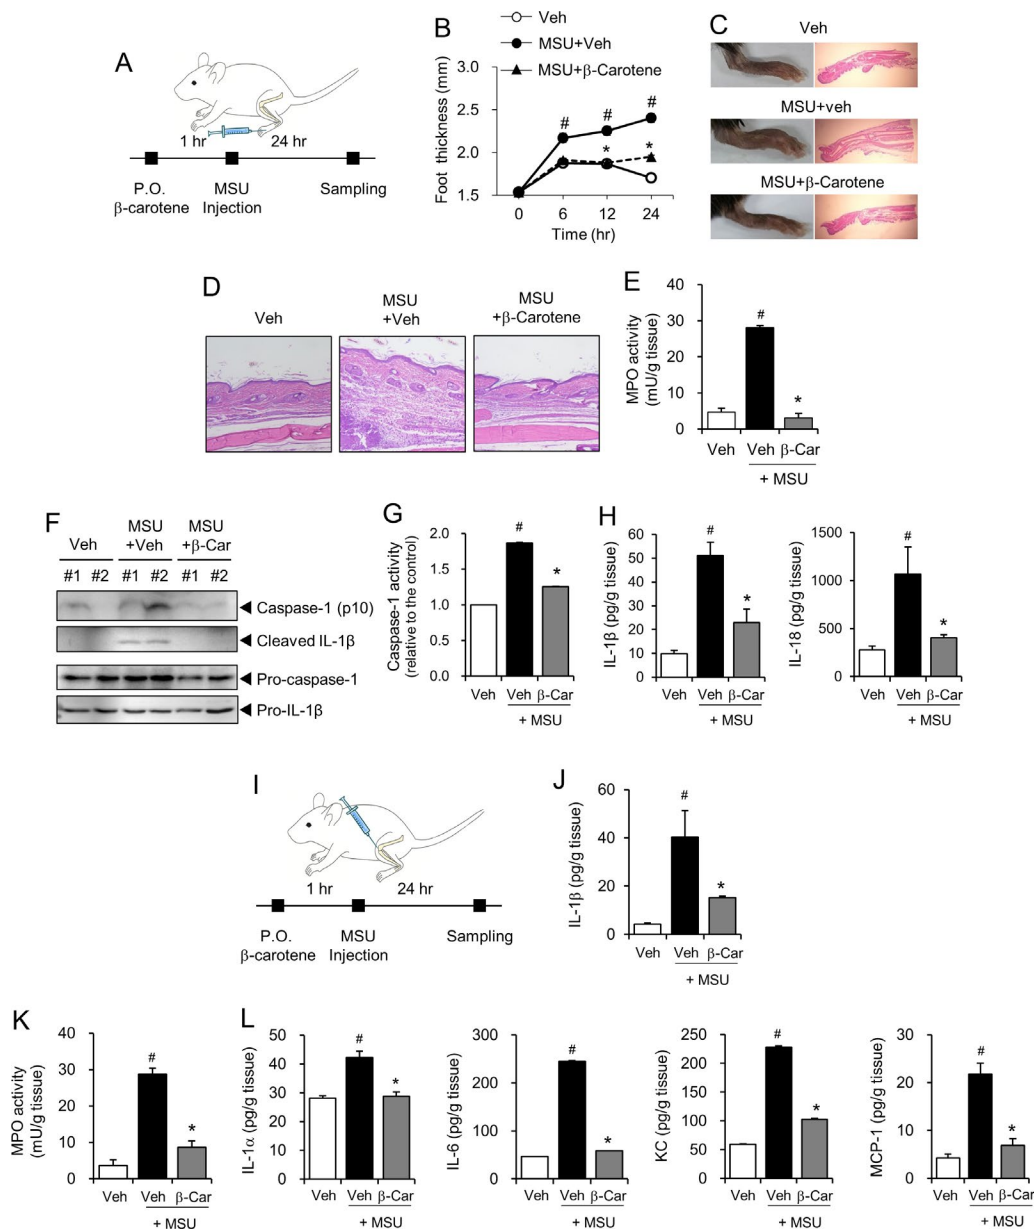 A
1 hr
24 hr
P.O.
β-carotene
MSU
Injection
Sampling
B
Veh
MSU+Veh
MSU+β-Carotene
Foot thickness (mm)
3.0
2.5
2.0
1.5
# # #
* *
0 6 12 24
Time (hr)
C
Veh
MSU+veh
MSU+β-Carotene
D
Veh
MSU
+Veh
MSU
+β-Carotene
E
MPO activity
(mU/g tissue)
40
30
20
10
0
#
*
Veh Veh β-Car
+ MSU
F
Veh
MSU
+Veh
MSU
+β-Car
#1 #2 #1 #2 #1 #2
Caspase-1 (p10)
Cleaved IL-1β
Pro-caspase-1
Pro-IL-1β
G
Caspase-1 activity
(relative to the control)
2.0
1.5
1.0
0.5
0.0
#
*
Veh Veh β-Car
+ MSU
H
IL-1β (pg/g tissue)
60
50
40
30
20
10
0
#
*
Veh Veh β-Car
+ MSU
IL-18 (pg/g tissue)
1500
1000
500
0
#
*
Veh Veh β-Car
+ MSU
I
1 hr
24 hr
P.O.
β-carotene
MSU
Injection
Sampling
J
IL-1β (pg/g tissue)
60
40
20
0
#
*
Veh Veh β-Car
+ MSU
K
MPO activity
(mU/g tissue)
40
30
20
10
0
#
*
Veh Veh β-Car
+ MSU
L
IL-1α (pg/g tissue)
50
40
30
20
10
0
#
*
Veh Veh β-Car
+ MSU
IL-6 (pg/g tissue)
300
200
100
0
#
*
Veh Veh β-Car
+ MSU
KC (pg/g tissue)
250
200
150
100
50
0
#
*
Veh Veh β-Car
+ MSU
MCP-1 (pg/g tissue)
30
20
10
0
#
*
Veh Veh β-Car
+ MSU